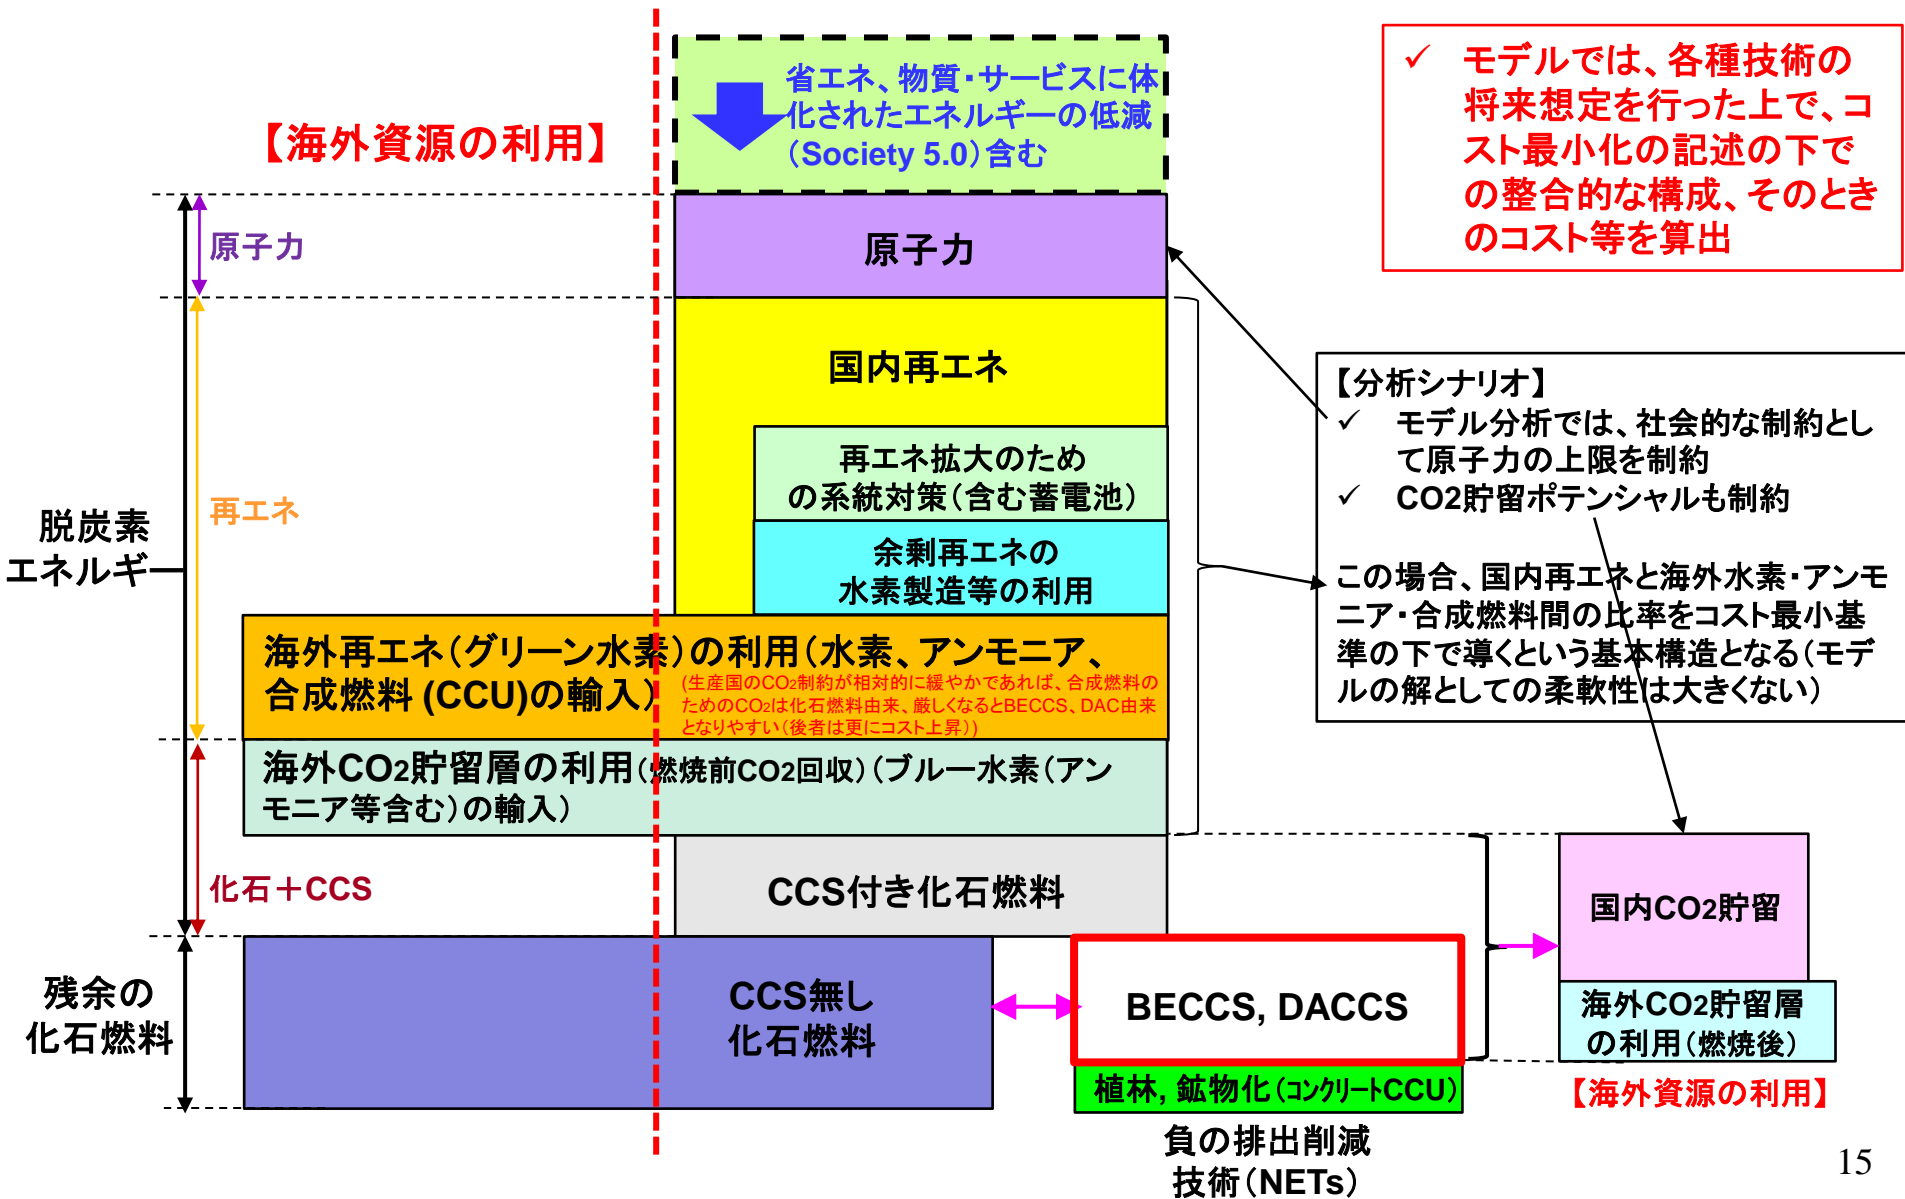 【海外資源の利用】
省エネ、物質・サービスに体
化されたエネルギーの低減
（Society 5.0）含む
✓ モデルでは、各種技術の
将来想定を行った上で、コ
スト最小化の記述の下で
の整合的な構成、そのとき
のコスト等を算出
原子力
原子力
国内再エネ
再エネ拡大のため
の系統対策（含む蓄電池）
余剰再エネの
水素製造等の利用
再エネ
脱炭素
エネルギー
【分析シナリオ】
✓ モデル分析では、社会的な制約とし
て原子力の上限を制約
✓ CO2貯留ポテンシャルも制約
この場合、国内再エネと海外水素・アンモ
ニア・合成燃料間の比率をコスト最小基
準の下で導くという基本構造となる（モデ
ルの解としての柔軟性は大きくない）
海外再エネ（グリーン水素）の利用（水素、アンモニア、
合成燃料 (CCU)の輸入）
(生産国のCO2制約が相対的に緩やかであれば、合成燃料の
ためのCO2は化石燃料由来、厳しくなるとBECCS、DAC由来
となりやすい（後者は更にコスト上昇））
海外CO2貯留層の利用（燃焼前CO2回収）（ブルー水素（アン
モニア等含む）の輸入）
化石＋CCS
CCS付き化石燃料
国内CO2貯留
残余の
化石燃料
CCS無し
化石燃料
BECCS, DACCS
海外CO2貯留層
の利用（燃焼後）
植林, 鉱物化（コンクリートCCU）
【海外資源の利用】
負の排出削減
技術（NETs）
15